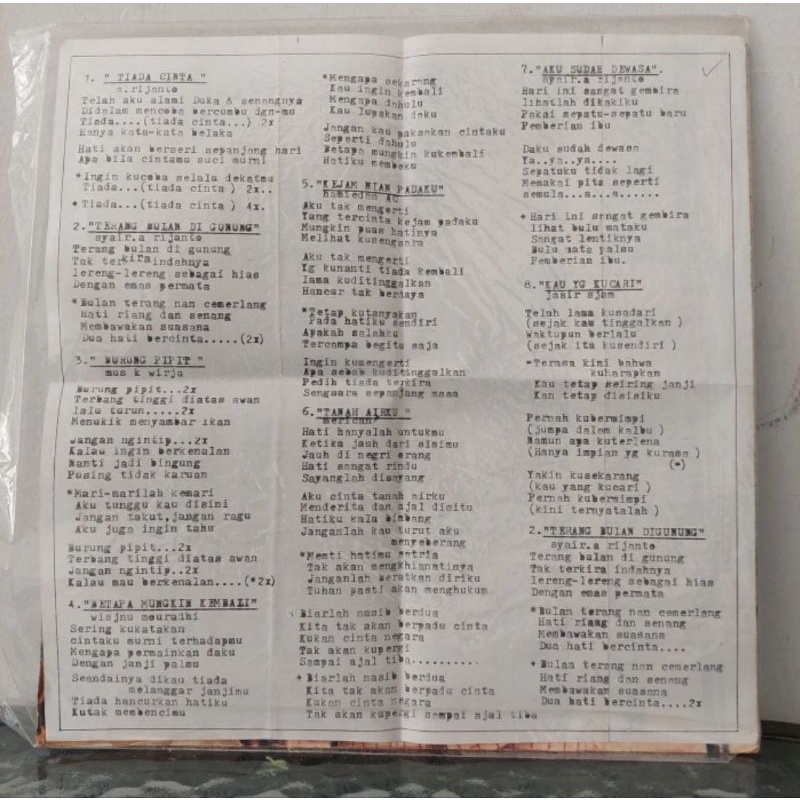 1. " TIADA CINTA "
a.rijanto
Telah aku alami Duka & senangnya
Didalam mencoba bercumbu dgn-mu
Tiada....(tiada cinta...) 2x
Hanya kata-kata belaka
Hati akan berseri sepanjang hari
Apa bila cintamu suci murni
*Ingin kucoba selalu dekatmu
Tiada...(tiada cinta ) 2x..
*Tiada...(tiada cinta ) 4x.
2."TERANG BULAN DI GUNUNG"
syair.a rijanto
Terang bulan di gunung
Tak terkira indahnya
lereng-lereng sebagai hias
Dengan emas permata
*Bulan terang nan cemerlang
Hati riang dan senang
Membawakan suasana
Dua hati bercinta.....(2x)
3." BURUNG PIPIT "
mus k wirja
Burung pipit...2x
Terbang tinggi diatas awan
lalu turun.....2x
Menukik menyambar ikan
Jangan ngintip...2x
Kalau ingin berkenalan
Nanti jadi bingung
Pusing tidak karuan
*Mari-marilah kemari
Aku tunggu kau disini
Jangan takut,jangan ragu
Aku juga ingin tahu
Burung pipit...2x
Terbang tinggi diatas awan
Jangan ngintip..2x
Kalau mau berkenalan....(*2x)
4."BETAPA MUNGKIN KEMBALI"
wisjnu mouradhi
Sering kukatakan
cintaku murni terhadapmu
Mengapa permainkan daku
Dengan janji palsu
Seandainya dikau tiada
melanggar janjimu
Tiada hancurkan hatiku
Kutak membencimu
*Mengapa sekarang
Kau ingin kembali
Mengapa dahulu
Kau lupakan daku
Jangan kau paksakan cintaku
Seperti dahulu
Betapa mungkin kukembali
Hatiku membeku
5."KEJAM NIAN PADAKU"
hamiedan AC
Aku tak mengerti
Yang tercinta kejam padaku
Mungkin puas hatinya
Melihat kusengsara
Aku tak mengerti
Yg kunanti tiada kembali
lama kuditinggalkan
Hancur tak berdaya
*Tetap kutanyakan
Pada hatiku sendiri
Apakah salahku
Tercampa begitu saja
Ingin kumengerti
Apa sebab kuditinggalkan
Pedih tiada terkira
Sengsara sepanjang masa
6."TANAH AIRKU "
merican
Hati hanyalah untukmu
Ketika jauh dari sisimu
Jauh di negri orang
Hati sangat rindu
Sayanglah disayang
Aku cinta tanah airku
Menderita dan ajal disitu
Hatiku kala bimbang
Janganlah kau turut aku
menyeberang
*Mesti hatimu satria
Tak akan mengkhianatinya
Janganlah beratkan diriku
Tuhan pasti akan menghukum
Biarlah nasib berdua
Kita tak akan berpadu cinta
Kukan cinta negara
Tak akan kupergi
Sampai ajal tiba..........
*Biarlah nasib berdua
Kita tak akan berpadu cinta
Kukan cinta negara
Tak akan kupergi sampai ajal tiba
7."AKU SUDAH DEWASA".
syair.a rijanto
Hari ini sangat gembira
lihatlah dikakiku
Pakai sepatu-sepatu baru
Pemberian ibu
Daku sudah dewasa
Ya..ya..ya....
Sepatuku tidak lagi
Memakai pita seperti
semula...a...a......
*Hari ini sangat gembira
lihat bulu mataku
Sangat lentiknya
Bulu mata palsu
Pemberian ibu.
8."KAU YG KUCARI"
jasir sjam
Telah lama kusadari
(sejak kau tinggalkan )
Waktupun berlalu
(sejak itu kusendiri )
*Terasa kini bahwa
kuharapkan
Kau tetap seiring janji
Kan tetap disisiku
Pernah kubermimpi
(jumpa dalam kalbu )
Namun apa kuterlena
(Hanya impian yg kurasa )
(*)
Yakin kusekarang
(kau yang kucari )
Pernah kubermimpi
(kini ternyatalah )
2."TERANG BULAN DIGUNUNG"
syair.a rijanto
Terang bulan di gunung
Tak terkira indahnya
lereng-lereng sebagai hias
Dengan emas permata
*Bulan terang nan cemerlang
Hati riang dan senang
Membawakan suasana
Dua hati bercinta....
*Bulan terang nan cemerlang
Hati riang dan senang
Membawakan suasana
Dua hati bercinta....2x